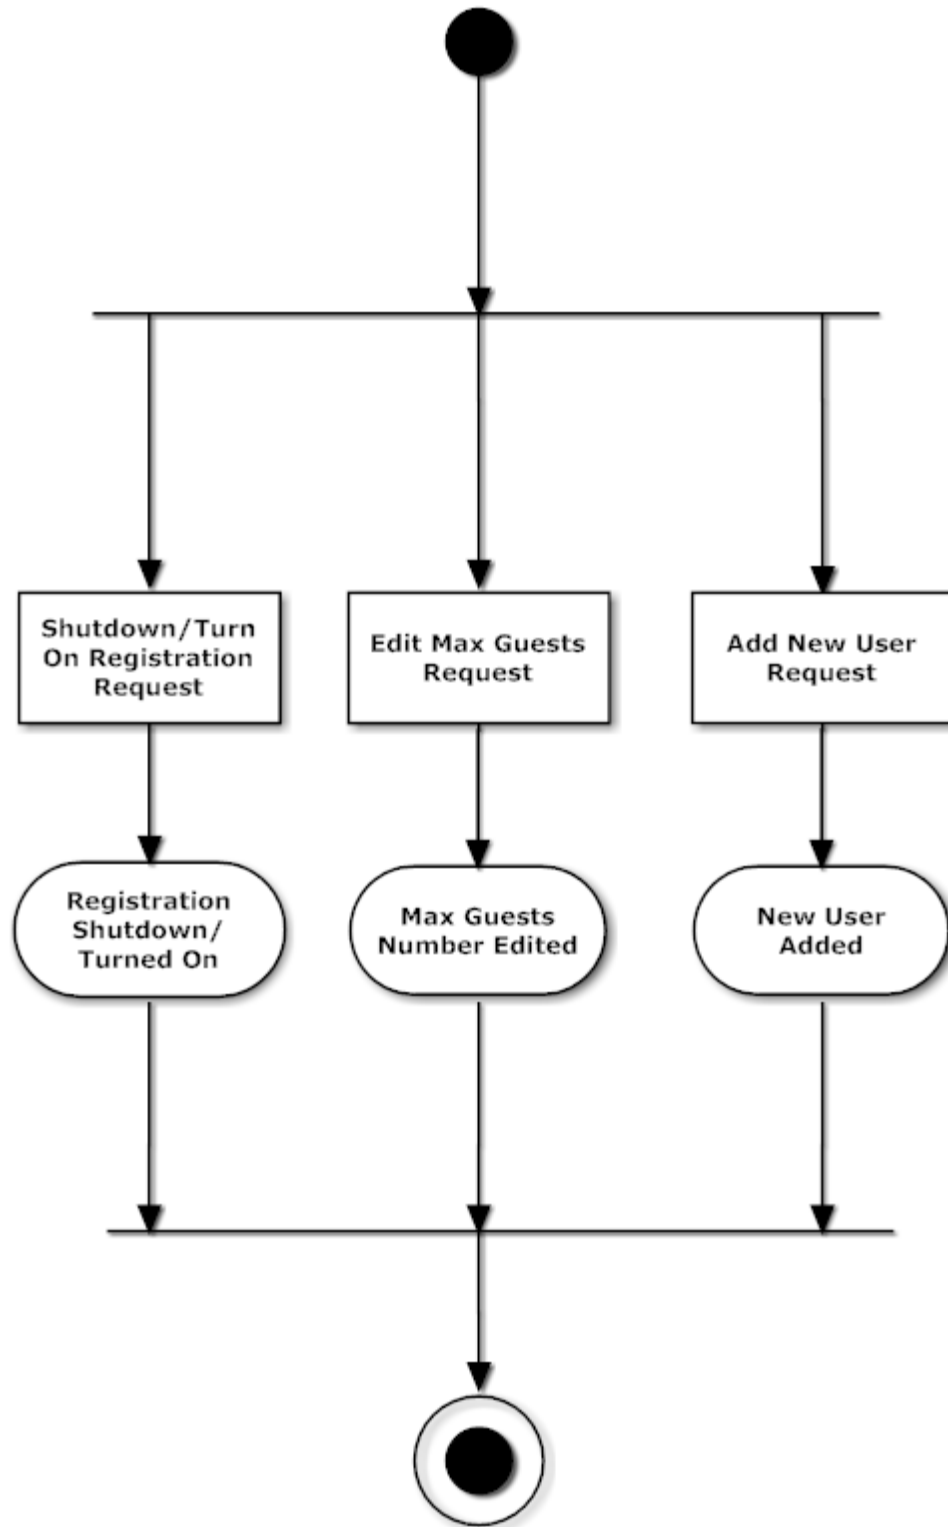 Shutdown/Turn
On Registration
Request
Edit Max Guests
Request
Add New User
Request
Registration
Shutdown/
Turned On
Max Guests
Number Edited
New User
Added